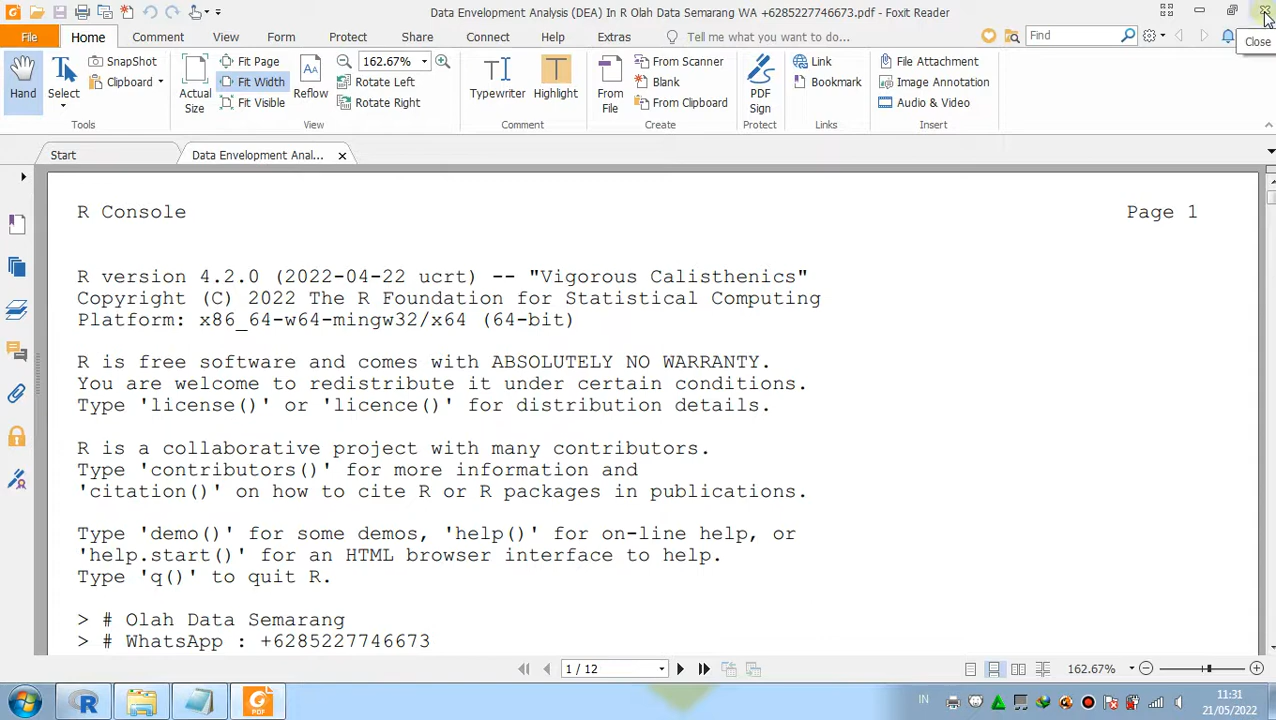 Data Envelopment Analysis (DEA) In R Olah Data Semarang WA +6285227746673.pdf - Foxit Reader
File Home Comment View Form Protect Share Connect Help Extras Tell me what you want to do... Find
Close
Hand
Select
SnapShot
Clipboard
Tools
Actual Size
Fit Page
Fit Width
Fit Visible
Reflow
162.67%
Rotate Left
Rotate Right
View
Typewriter
Highlight
Comment
From File
From Scanner
Blank
From Clipboard
Create
PDF Sign
Protect
Link
Bookmark
Links
File Attachment
Image Annotation
Audio & Video
Insert
Start
Data Envelopment Anal...
R Console Page 1
R version 4.2.0 (2022-04-22 ucrt) -- "Vigorous Calisthenics"
Copyright (C) 2022 The R Foundation for Statistical Computing
Platform: x86_64-w64-mingw32/x64 (64-bit)
R is free software and comes with ABSOLUTELY NO WARRANTY.
You are welcome to redistribute it under certain conditions.
Type 'license()' or 'licence()' for distribution details.
R is a collaborative project with many contributors.
Type 'contributors()' for more information and
'citation()' on how to cite R or R packages in publications.
Type 'demo()' for some demos, 'help()' for on-line help, or
'help.start()' for an HTML browser interface to help.
Type 'q()' to quit R.
> # Olah Data Semarang
> # WhatsApp : +6285227746673
1 / 12
162.67%
IN
11:31
21/05/2022